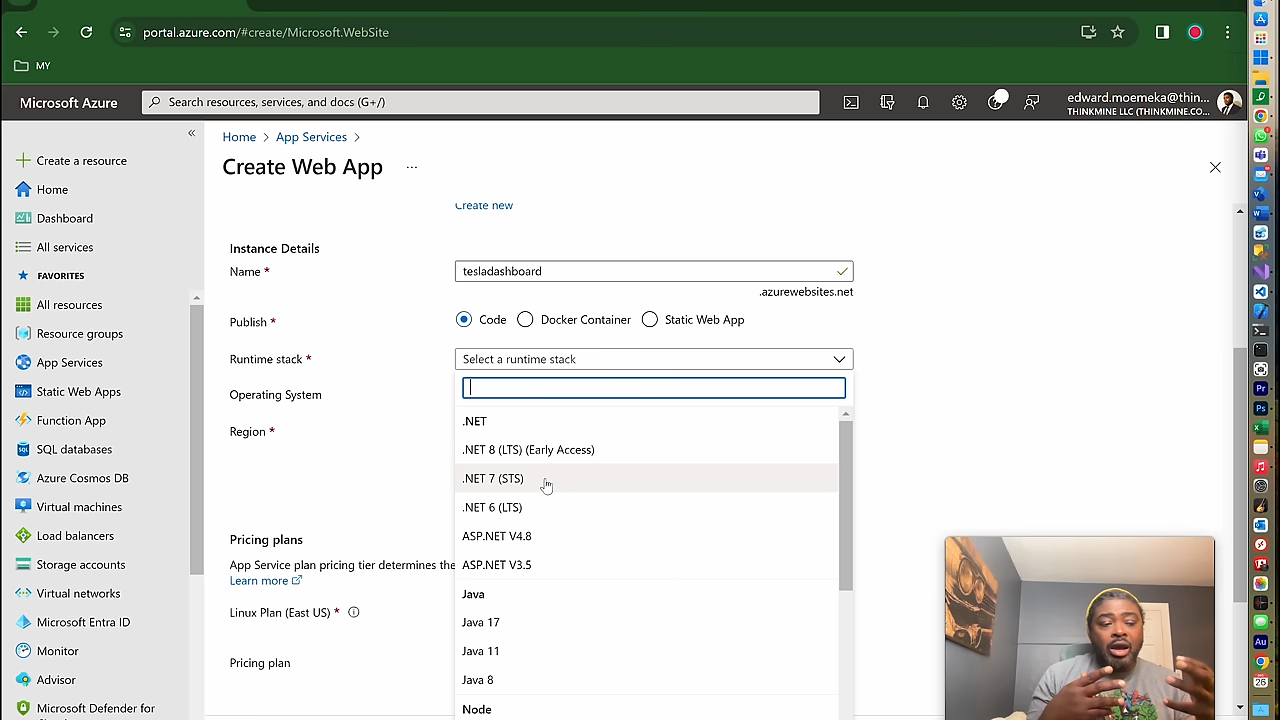 portal.azure.com/#create/Microsoft.WebSite
MY
Microsoft Azure
Search resources, services, and docs (G+/)
edward.moemeka@thin...
THINKMINE LLC (THINKMINE.CO...
Home > App Services >
Create Web App
...
Create a resource
Home
Dashboard
All services
FAVORITES
All resources
Resource groups
App Services
Static Web Apps
Function App
SQL databases
Azure Cosmos DB
Virtual machines
Load balancers
Storage accounts
Virtual networks
Microsoft Entra ID
Monitor
Advisor
Microsoft Defender for
Create new
Instance Details
Name *
tesladashboard
.azurewebsites.net
Publish *
Code
Docker Container
Static Web App
Runtime stack *
Select a runtime stack
Operating System
Region *
.NET
.NET 8 (LTS) (Early Access)
.NET 7 (STS)
.NET 6 (LTS)
ASP.NET V4.8
ASP.NET V3.5
Java
Java 17
Java 11
Java 8
Node
Pricing plans
App Service plan pricing tier determines the
Learn more
Linux Plan (East US) *
Pricing plan
Pr
Ps
Au
25